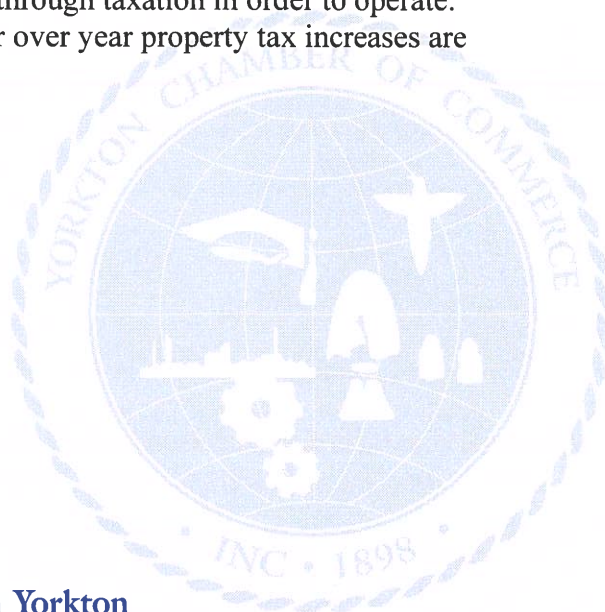 through taxation in order to operate.
r over year property tax increases are
YORKTON CHAMBER OF COMMERCE
INC • 1898
Yorkton